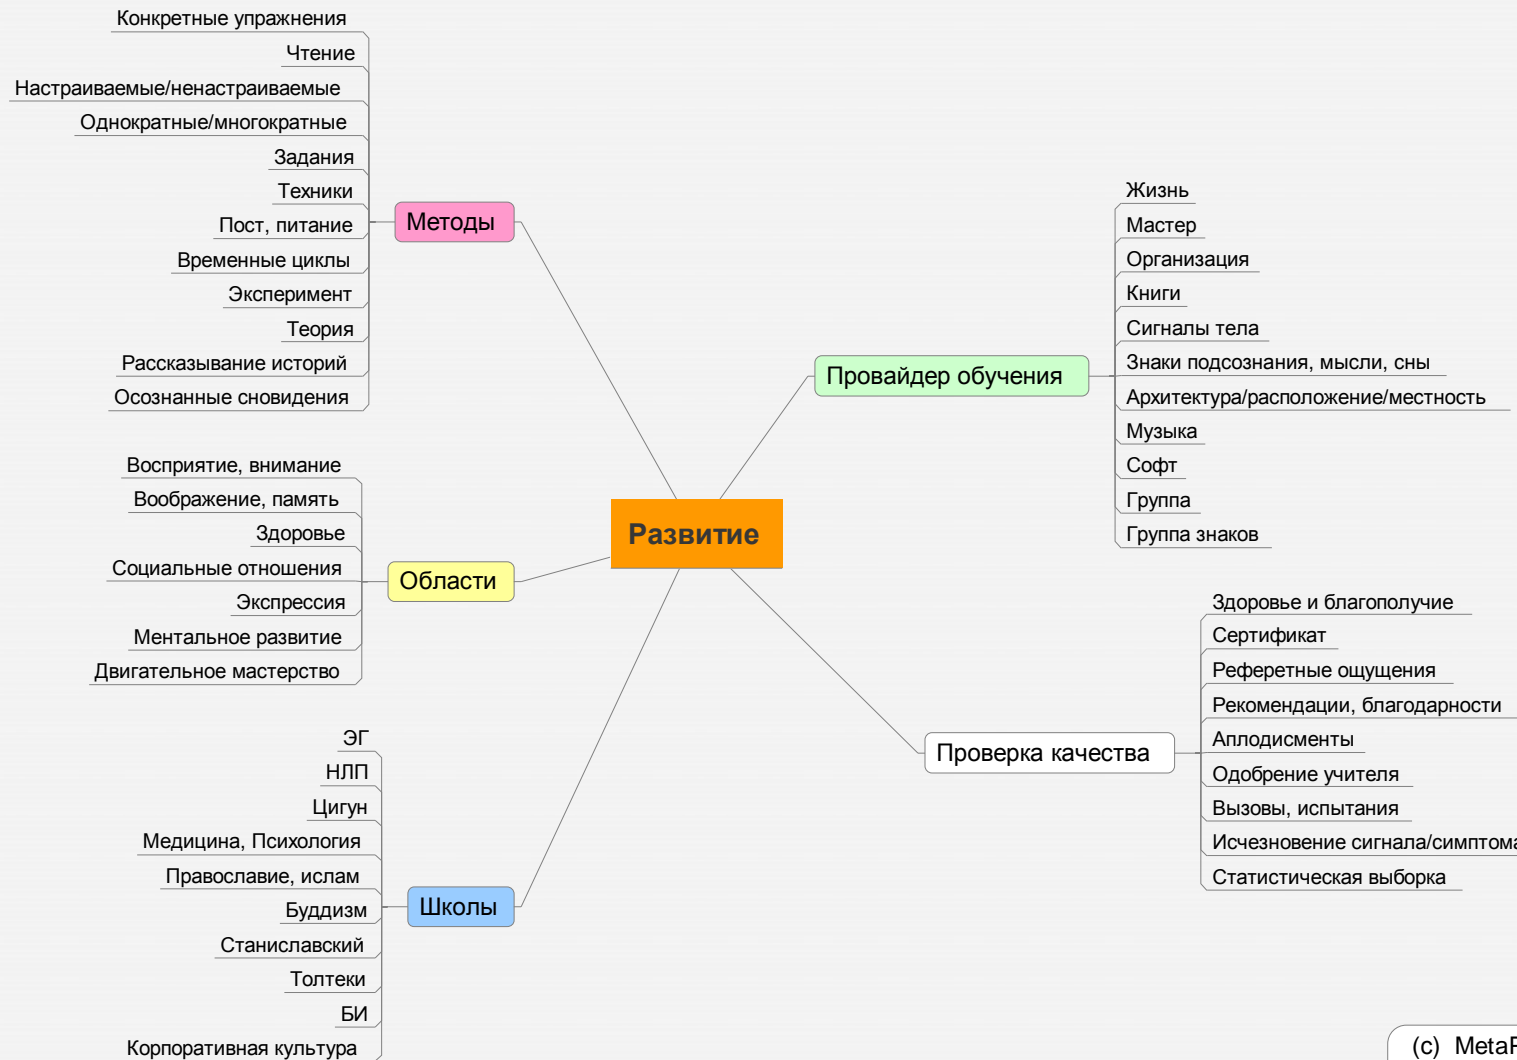 Развитие
Методы
Конкретные упражнения
Чтение
Настраиваемые/ненастраиваемые
Однократные/многократные
Задания
Техники
Пост, питание
Временные циклы
Эксперимент
Теория
Рассказывание историй
Осознанные сновидения
Области
Восприятие, внимание
Воображение, память
Здоровье
Социальные отношения
Экспрессия
Ментальное развитие
Двигательное мастерство
Школы
ЭГ
НЛП
Цигун
Медицина, Психология
Православие, ислам
Буддизм
Станиславский
Толтеки
БИ
Корпоративная культура
Провайдер обучения
Жизнь
Мастер
Организация
Книги
Сигналы тела
Знаки подсознания, мысли, сны
Архитектура/расположение/местность
Музыка
Софт
Группа
Группа знаков
Проверка качества
Здоровье и благополучие
Сертификат
Реферетные ощущения
Рекомендации, благодарности
Аплодисменты
Одобрение учителя
Вызовы, испытания
Исчезновение сигнала/симптома
Статистическая выборка
(c)